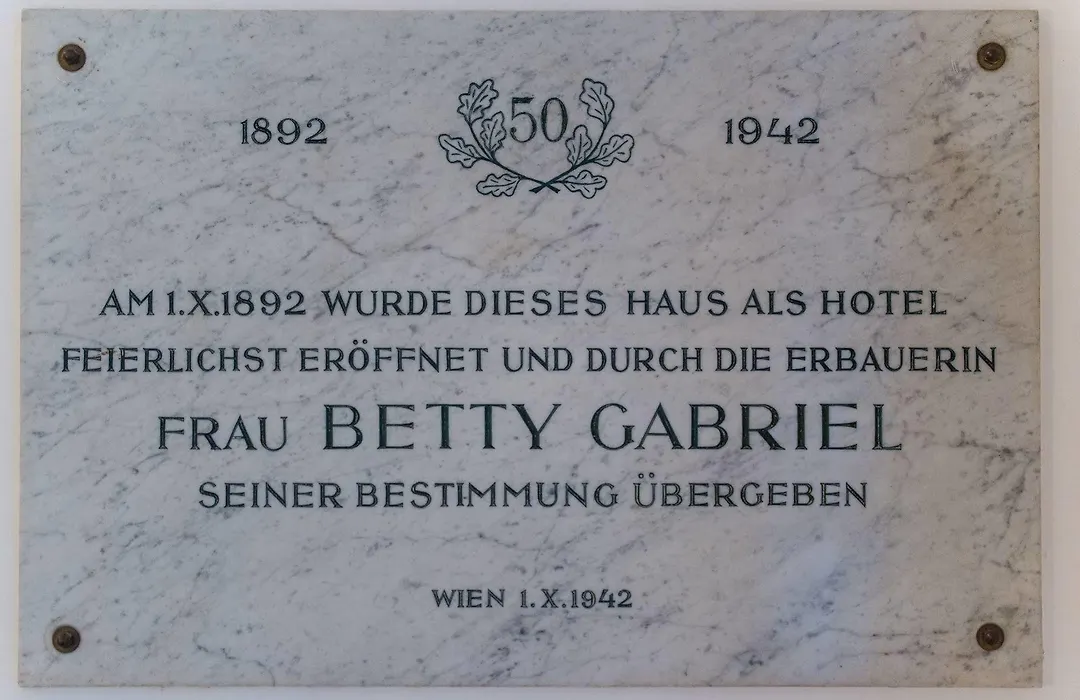 1892 50 1942
AM 1.X.1892 WURDE DIESES HAUS ALS HOTEL
FEIERLICHST ERÖFFNET UND DURCH DIE ERBAUERIN
FRAU BETTY GABRIEL
SEINER BESTIMMUNG ÜBERGEBEN
WIEN 1.X.1942